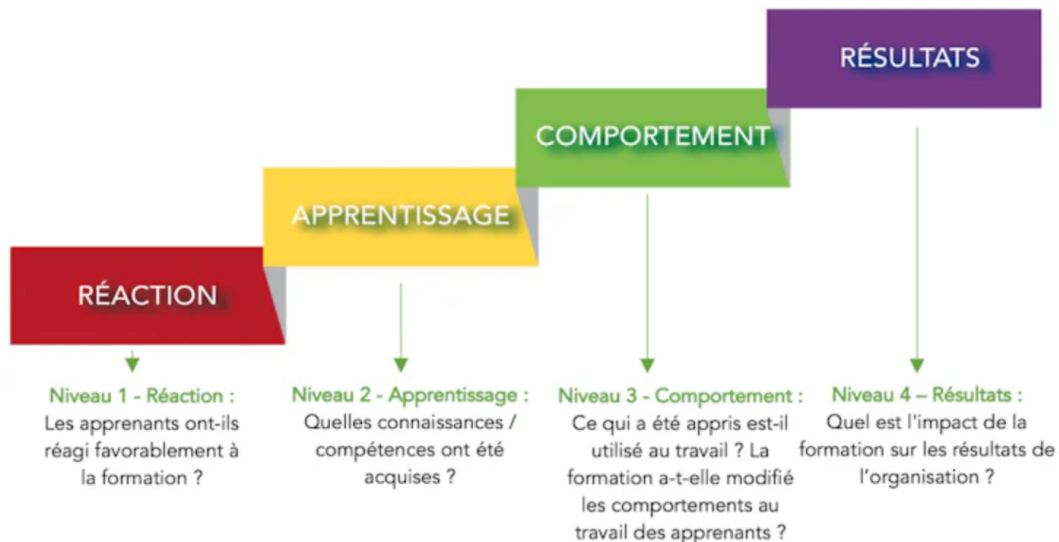 RÉSULTATS
COMPORTEMENT
APPRENTISSAGE
RÉACTION
Niveau 1 - Réaction :
Les apprenants ont-ils
réagi favorablement à
la formation ?
Niveau 2 - Apprentissage :
Quelles connaissances /
compétences ont été
acquises ?
Niveau 3 - Comportement :
Ce qui a été appris est-il
utilisé au travail ? La
formation a-t-elle modifié
les comportements au
travail des apprenants ?
Niveau 4 – Résultats :
Quel est l'impact de la
formation sur les résultats de
l'organisation ?